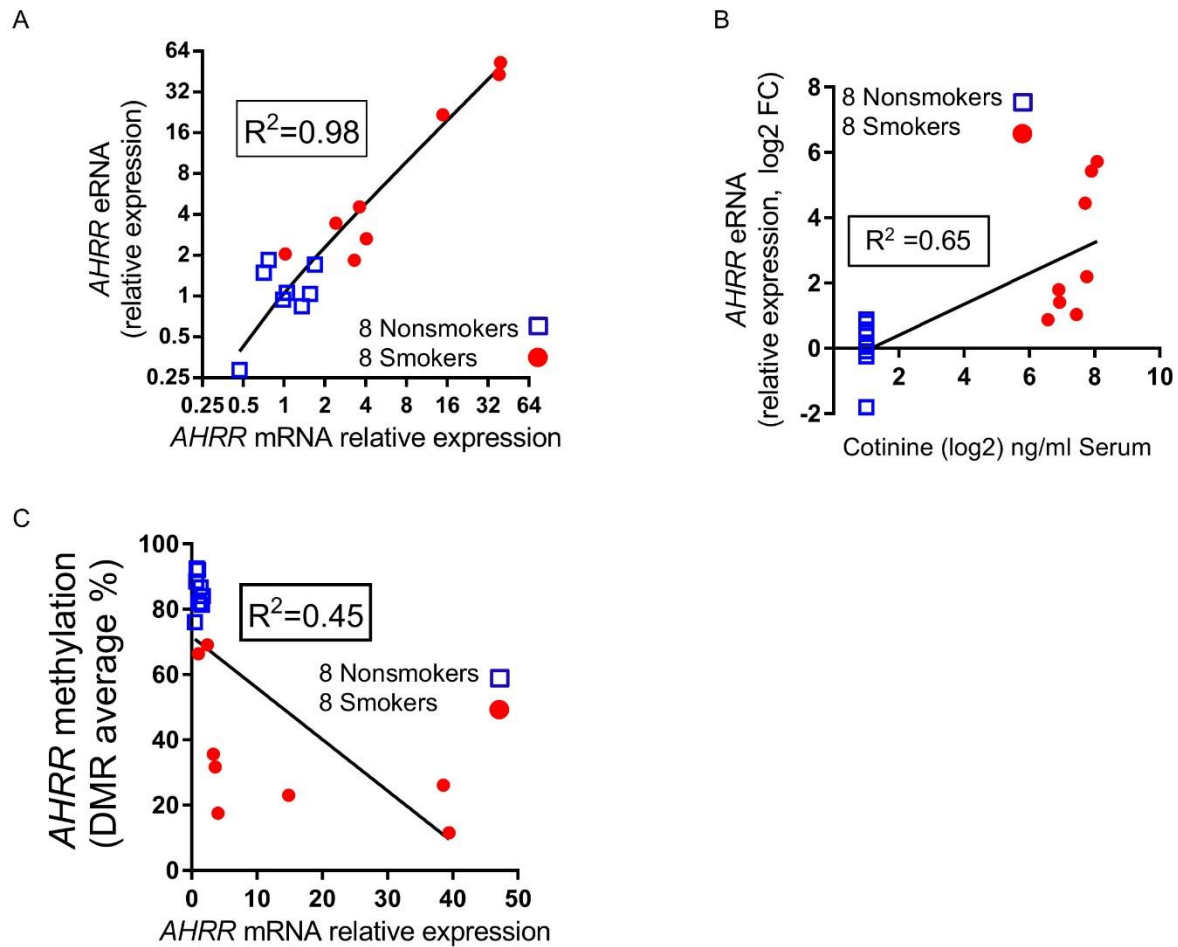 A
AHRR eRNA
(relative expression)
64
32
16
8
4
2
1
0.5
0.25
R²=0.98
8 Nonsmokers
8 Smokers
0.25 0.5 1 2 4 8 16 32 64
AHRR mRNA relative expression
B
AHRR eRNA
(relative expression, log2 FC)
8
6
4
2
0
-2
8 Nonsmokers
8 Smokers
R² =0.65
2 4 6 8 10
Cotinine (log2) ng/ml Serum
C
AHRR methylation
(DMR average %)
100
80
60
40
20
0
R²=0.45
8 Nonsmokers
8 Smokers
0 10 20 30 40 50
AHRR mRNA relative expression